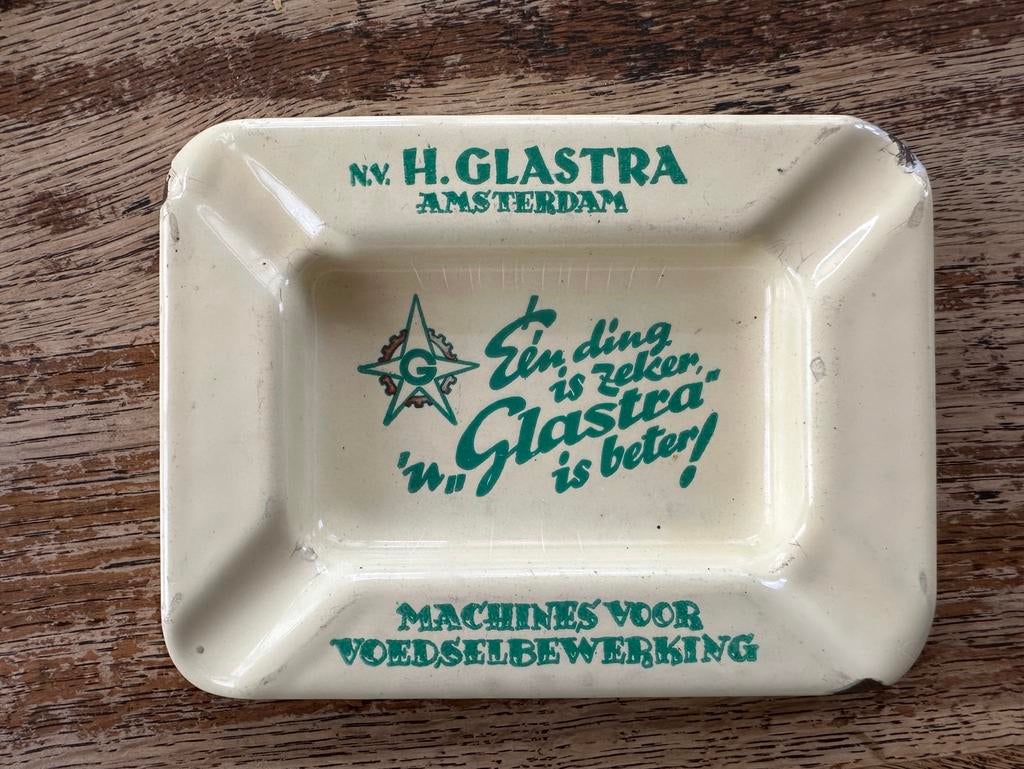 N.V. H. GLASTRA
AMSTERDAM
G
Eén ding
is zeker,
'n „Glastra"
is beter!
MACHINES VOOR
VOEDSELBEWERKING